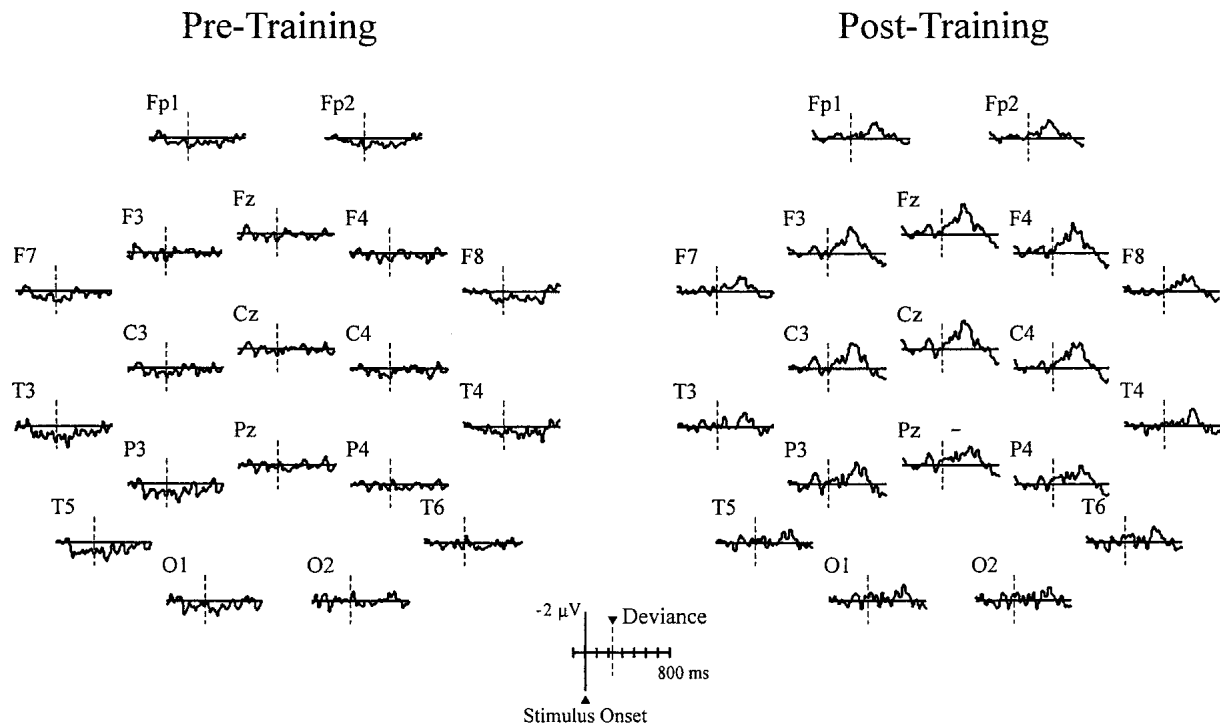 Pre-Training
Post-Training
Fp1
Fp2
Fz
F3
F4
F7
F8
Cz
C3
C4
T3
T4
Pz
P3
P4
T5
T6
O1
O2
Fp1
Fp2
Fz
F3
F4
F7
F8
Cz
C3
C4
T3
T4
Pz
P3
P4
T5
T6
O1
O2
-2 µV
Deviance
800 ms
Stimulus Onset